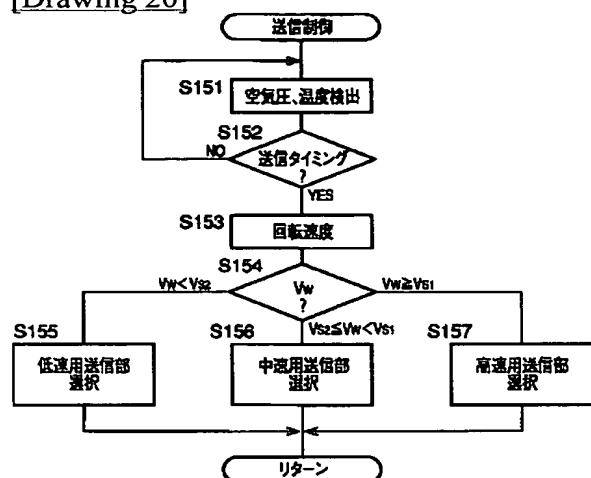 [Drawing 20]
送信制御
S151
空気圧、温度検出
S152
送信タイミング
?
NO
YES
S153
回転速度
S154
Vw
?
Vw<Vs2
Vw≧Vs1
Vs2≦Vw<Vs1
S155
低速用送信部
選択
S156
中速用送信部
選択
S157
高速用送信部
選択
リターン